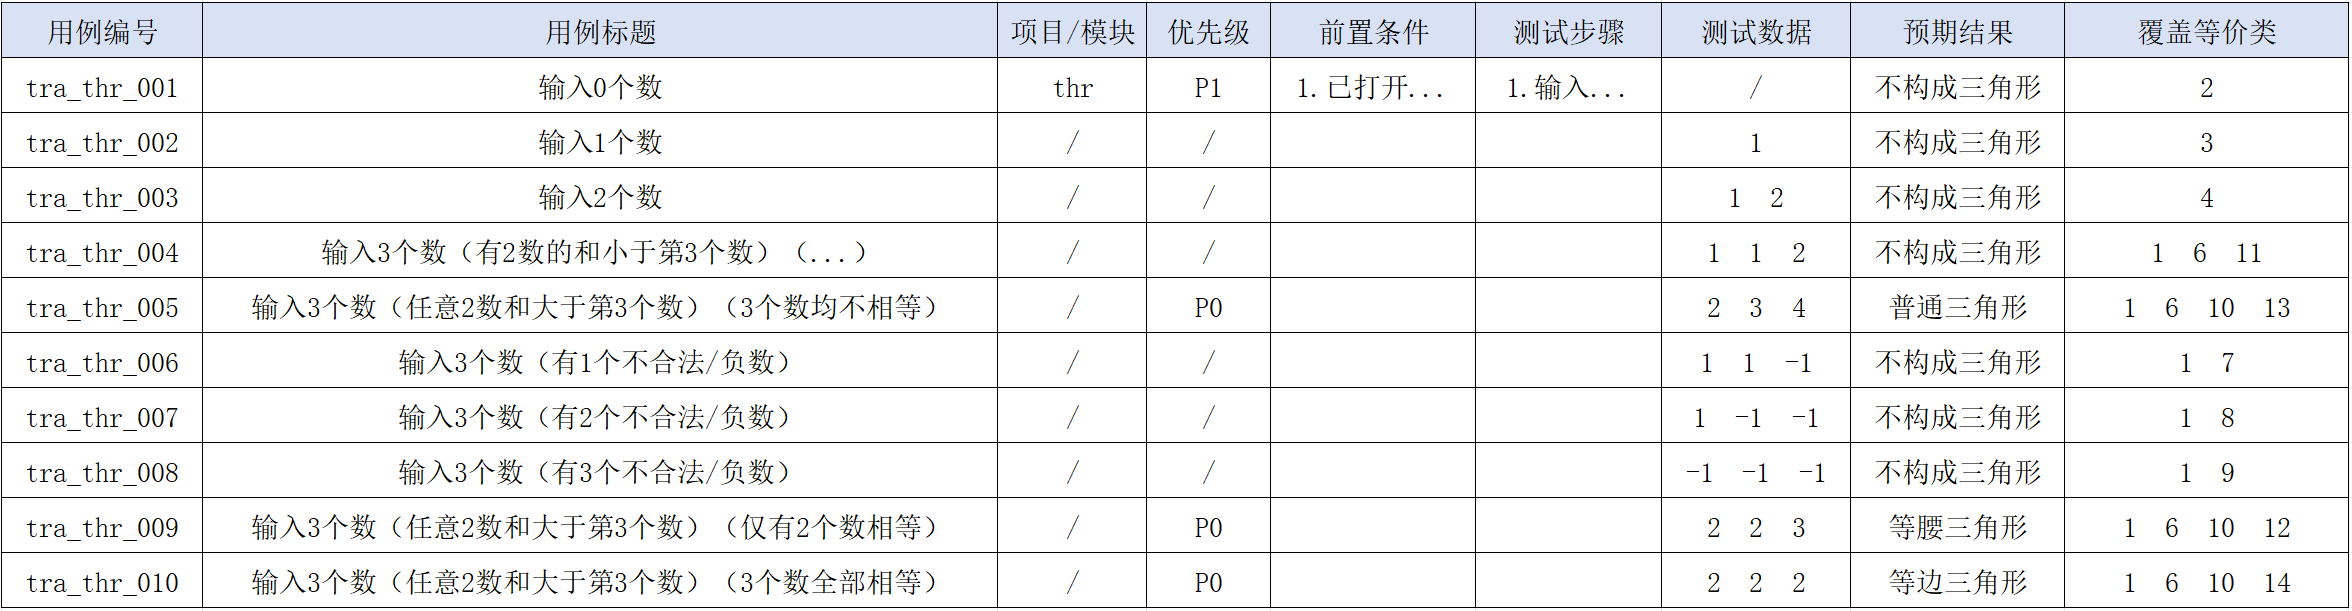 用例编号 用例标题 项目/模块 优先级 前置条件 测试步骤 测试数据 预期结果 覆盖等价类
tra_thr_001 输入0个数 thr P1 1.已打开... 1.输入... / 不构成三角形 2
tra_thr_002 输入1个数 / / 1 不构成三角形 3
tra_thr_003 输入2个数 / / 1 2 不构成三角形 4
tra_thr_004 输入3个数（有2数的和小于第3个数）（...） / / 1 1 2 不构成三角形 1 6 11
tra_thr_005 输入3个数（任意2数和大于第3个数）（3个数均不相等） / P0 2 3 4 普通三角形 1 6 10 13
tra_thr_006 输入3个数（有1个不合法/负数） / / 1 1 -1 不构成三角形 1 7
tra_thr_007 输入3个数（有2个不合法/负数） / / 1 -1 -1 不构成三角形 1 8
tra_thr_008 输入3个数（有3个不合法/负数） / / -1 -1 -1 不构成三角形 1 9
tra_thr_009 输入3个数（任意2数和大于第3个数）（仅有2个数相等） / P0 2 2 3 等腰三角形 1 6 10 12
tra_thr_010 输入3个数（任意2数和大于第3个数）（3个数全部相等） / P0 2 2 2 等边三角形 1 6 10 14